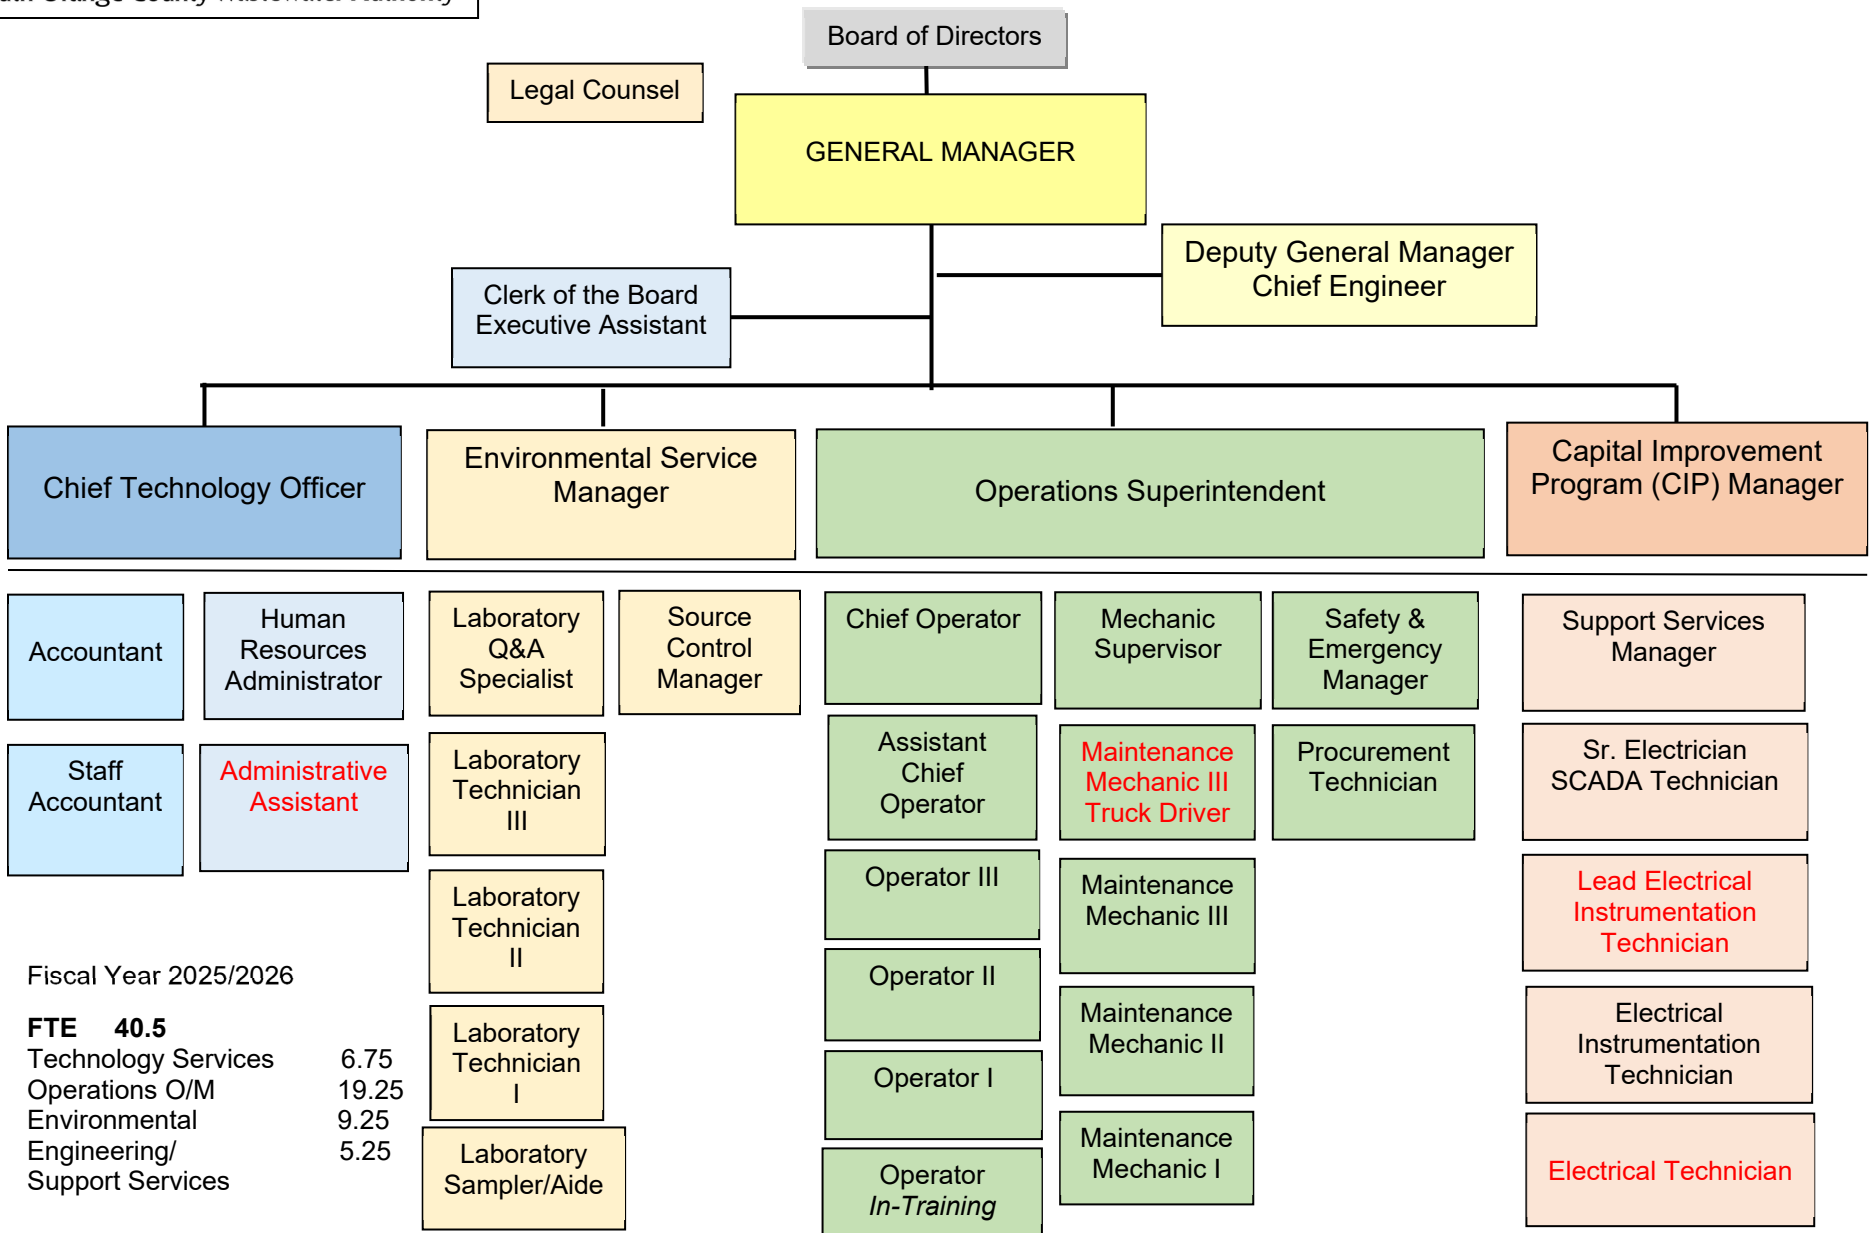 Orange County Wastewater Authority
Board of Directors
Legal Counsel
GENERAL MANAGER
Deputy General Manager
Chief Engineer
Clerk of the Board
Executive Assistant
Chief Technology Officer
Environmental Service
Manager
Operations Superintendent
Capital Improvement
Program (CIP) Manager
Accountant
Human
Resources
Administrator
Laboratory
Q&A
Specialist
Source
Control
Manager
Chief Operator
Mechanic
Supervisor
Safety &
Emergency
Manager
Support Services
Manager
Staff
Accountant
Administrative
Assistant
Laboratory
Technician
III
Assistant
Chief
Operator
Maintenance
Mechanic III
Truck Driver
Procurement
Technician
Sr. Electrician
SCADA Technician
Laboratory
Technician
II
Operator III
Maintenance
Mechanic III
Lead Electrical
Instrumentation
Technician
Operator II
Maintenance
Mechanic II
Electrical
Instrumentation
Technician
Laboratory
Technician
I
Operator I
Maintenance
Mechanic I
Electrical Technician
Laboratory
Sampler/Aide
Operator
In-Training
Fiscal Year 2025/2026
FTE 40.5
Technology Services 6.75
Operations O/M 19.25
Environmental 9.25
Engineering/ 5.25
Support Services